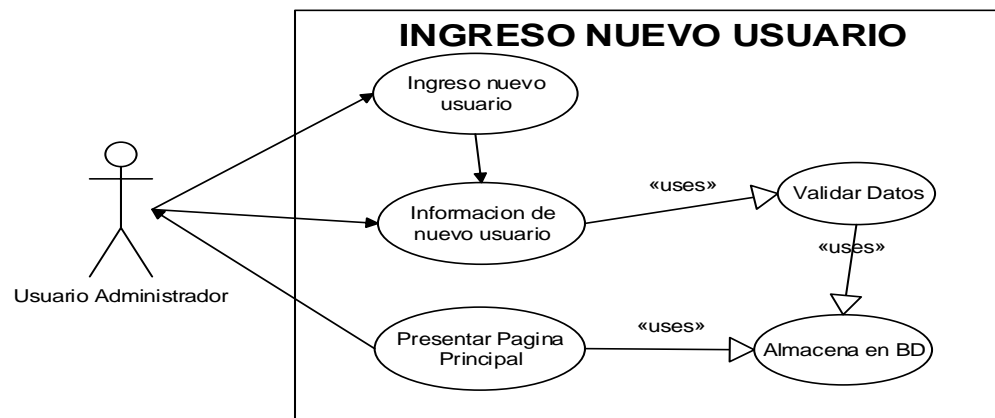 INGRESO NUEVO USUARIO
Ingreso nuevo
usuario
«uses»
Validar Datos
Informacion de
nuevo usuario
«uses»
Usuario Administrador
Presentar Pagina
Principal
«uses»
Almacena en BD